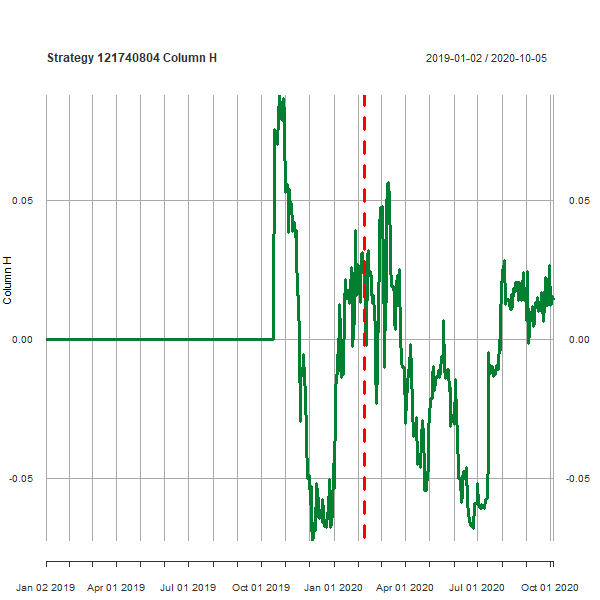 Strategy 121740804 Column H
2019-01-02 / 2020-10-05
Column H
0.05
0.00
-0.05
0.05
0.00
-0.05
Jan 02 2019
Apr 01 2019
Jul 01 2019
Oct 01 2019
Jan 01 2020
Apr 01 2020
Jul 01 2020
Oct 01 2020